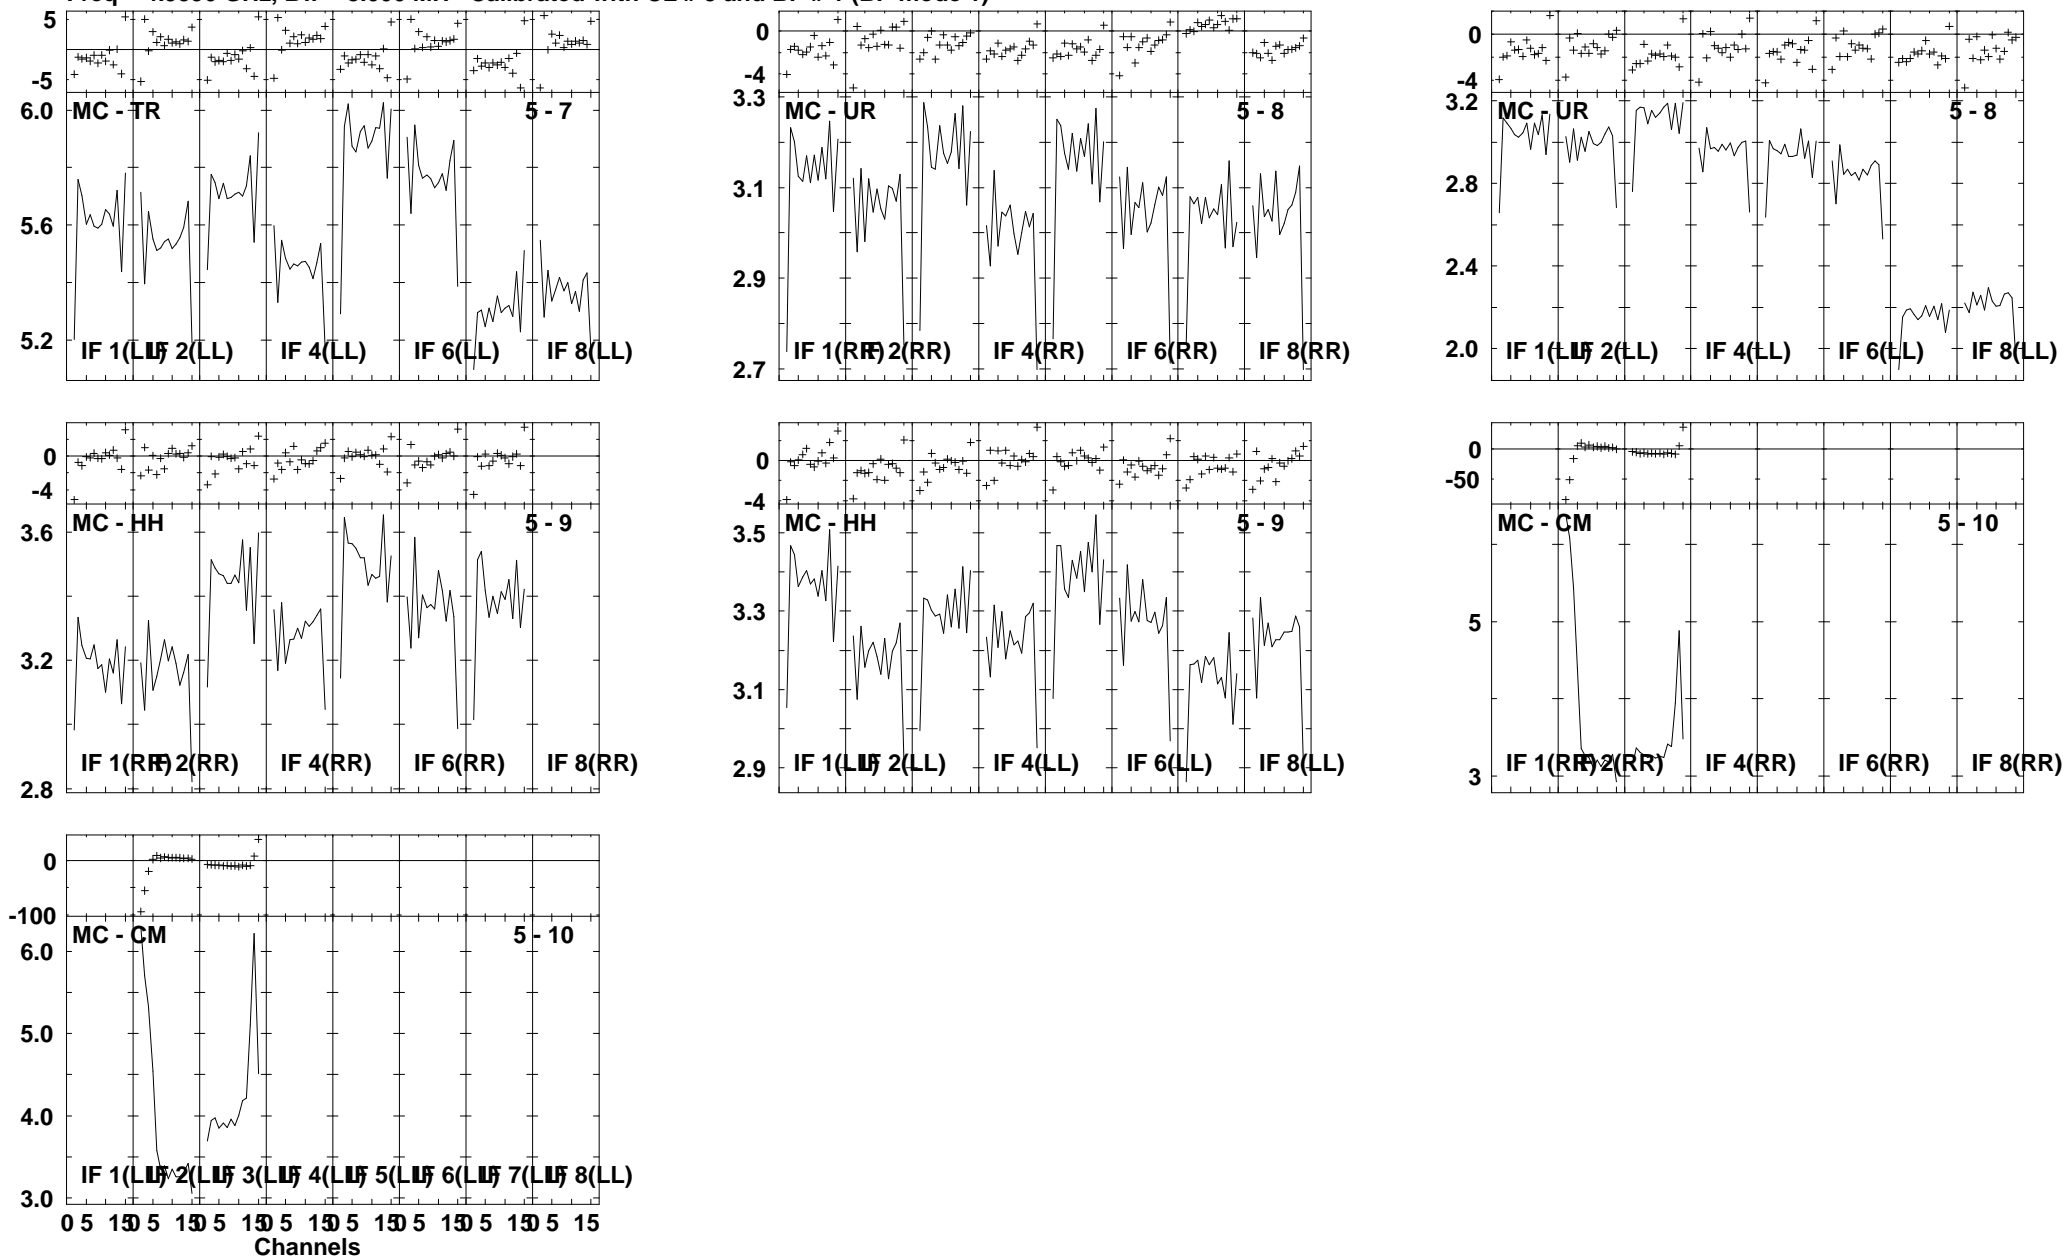 5 0 -5 MC - TR 5 - 7 6.0 5.6 5.2 IF 1(LL) IF 2(LL) IF 4(LL) IF 6(LL) IF 8(LL)
0 -4 MC - UR 5 - 8 3.3 3.1 2.9 2.7 IF 1(RR) IF 2(RR) IF 4(RR) IF 6(RR) IF 8(RR)
0 -4 MC - UR 5 - 8 3.2 2.8 2.4 2.0 IF 1(LL) IF 2(LL) IF 4(LL) IF 6(LL) IF 8(LL)
0 -4 MC - HH 5 - 9 3.6 3.2 2.8 IF 1(RR) IF 2(RR) IF 4(RR) IF 6(RR) IF 8(RR)
0 -4 MC - HH 5 - 9 3.5 3.3 3.1 2.9 IF 1(LL) IF 2(LL) IF 4(LL) IF 6(LL) IF 8(LL)
0 -50 MC - CM 5 - 10 5 3 IF 1(RR) IF 2(RR) IF 4(RR) IF 6(RR) IF 8(RR)
0 -100 MC - CM 5 - 10 6.0 5.0 4.0 3.0 IF 1(LL) IF 2(LL) IF 3(LL) IF 4(LL) IF 5(LL) IF 6(LL) IF 7(LL) IF 8(LL)
0 5 15 0 5 15 0 5 15 0 5 15 0 5 15 0 5 15 0 5 15 0 5 15
Channels